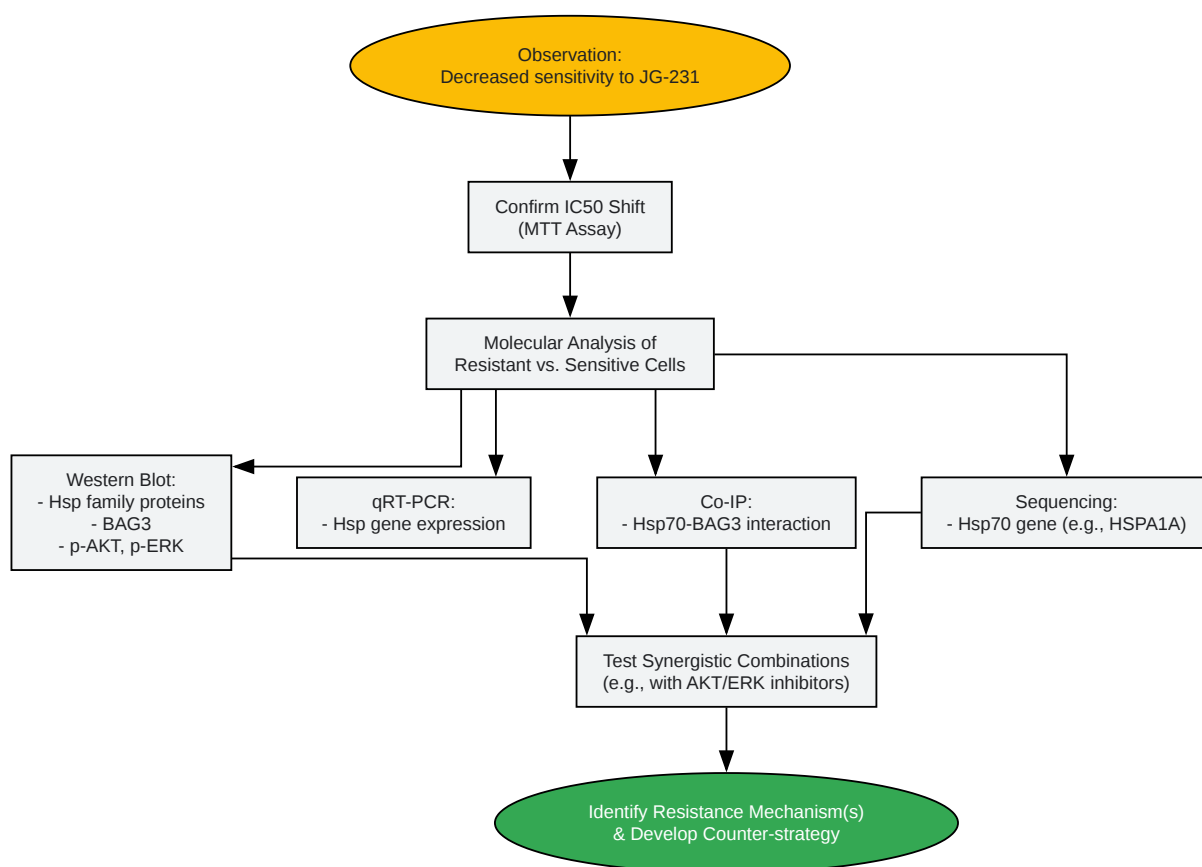 Observation:
Decreased sensitivity to JG-231
Confirm IC50 Shift
(MTT Assay)
Molecular Analysis of
Resistant vs. Sensitive Cells
Western Blot:
- Hsp family proteins
- BAG3
- p-AKT, p-ERK
qRT-PCR:
- Hsp gene expression
Co-IP:
- Hsp70-BAG3 interaction
Sequencing:
- Hsp70 gene (e.g., HSPA1A)
Test Synergistic Combinations
(e.g., with AKT/ERK inhibitors)
Identify Resistance Mechanism(s)
& Develop Counter-strategy